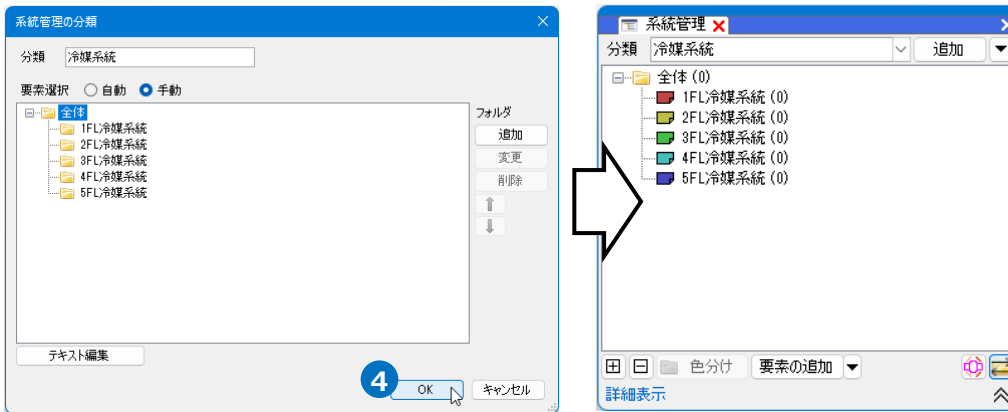 系統管理の分類
分類 冷媒系統
要素選択 自動 手動
全体
1FL冷媒系統
2FL冷媒系統
3FL冷媒系統
4FL冷媒系統
5FL冷媒系統
フォルダ
追加
変更
削除
テキスト編集
4
OK
キャンセル
系統管理
分類 冷媒系統 追加
全体 (0)
1FL冷媒系統 (0)
2FL冷媒系統 (0)
3FL冷媒系統 (0)
4FL冷媒系統 (0)
5FL冷媒系統 (0)
色分け 要素の追加
詳細表示